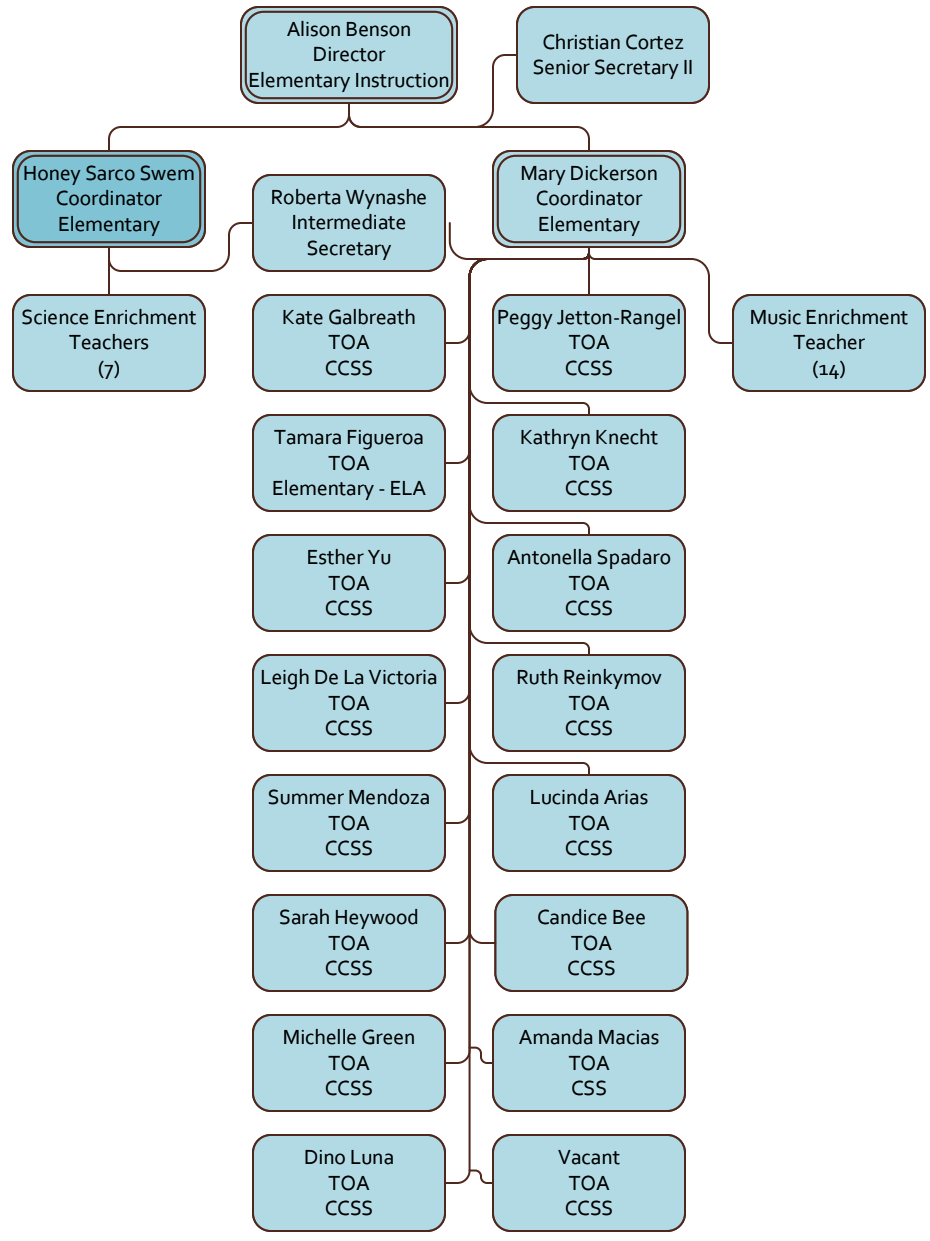 Alison Benson
Director
Elementary Instruction
Christian Cortez
Senior Secretary II
Honey Sarco Swem
Coordinator
Elementary
Roberta Wynashe
Intermediate
Secretary
Mary Dickerson
Coordinator
Elementary
Science Enrichment
Teachers
(7)
Kate Galbreath
TOA
CCSS
Peggy Jetton-Rangel
TOA
CCSS
Music Enrichment
Teacher
(14)
Tamara Figueroa
TOA
Elementary - ELA
Kathryn Knecht
TOA
CCSS
Esther Yu
TOA
CCSS
Antonella Spadaro
TOA
CCSS
Leigh De La Victoria
TOA
CCSS
Ruth Reinkymov
TOA
CCSS
Summer Mendoza
TOA
CCSS
Lucinda Arias
TOA
CCSS
Sarah Heywood
TOA
CCSS
Candice Bee
TOA
CCSS
Michelle Green
TOA
CCSS
Amanda Macias
TOA
CSS
Dino Luna
TOA
CCSS
Vacant
TOA
CCSS